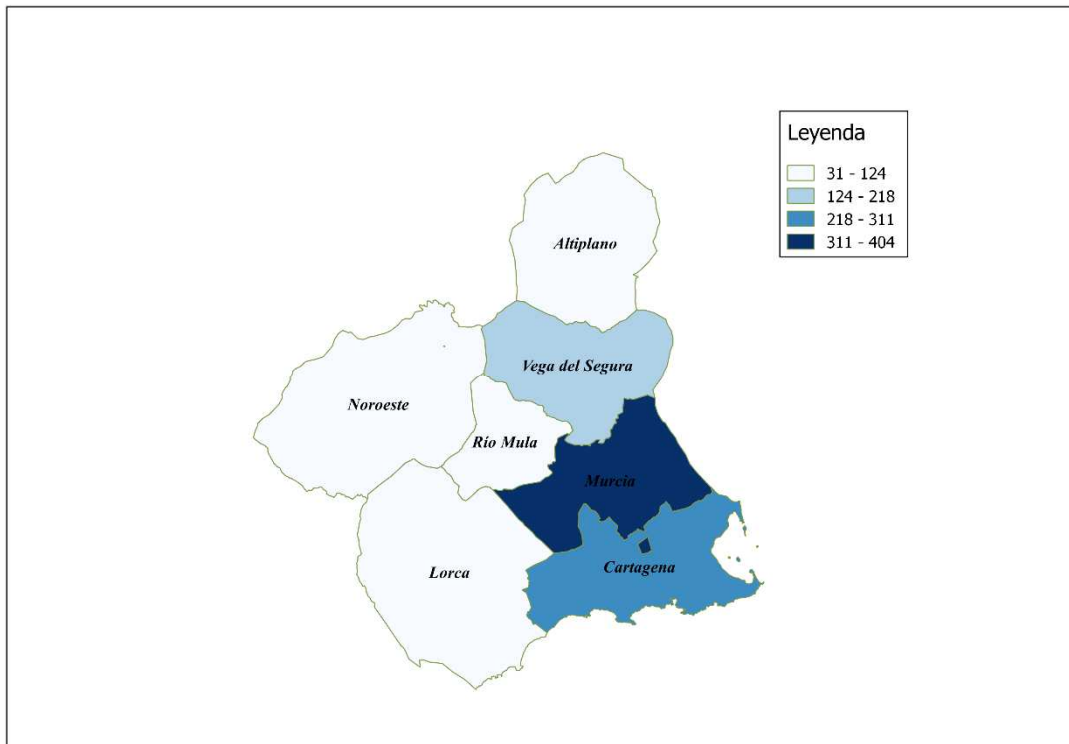 Leyenda
31 - 124
124 - 218
218 - 311
311 - 404
Altiplano
Vega del Segura
Noroeste
Río Mula
Murcia
Cartagena
Lorca